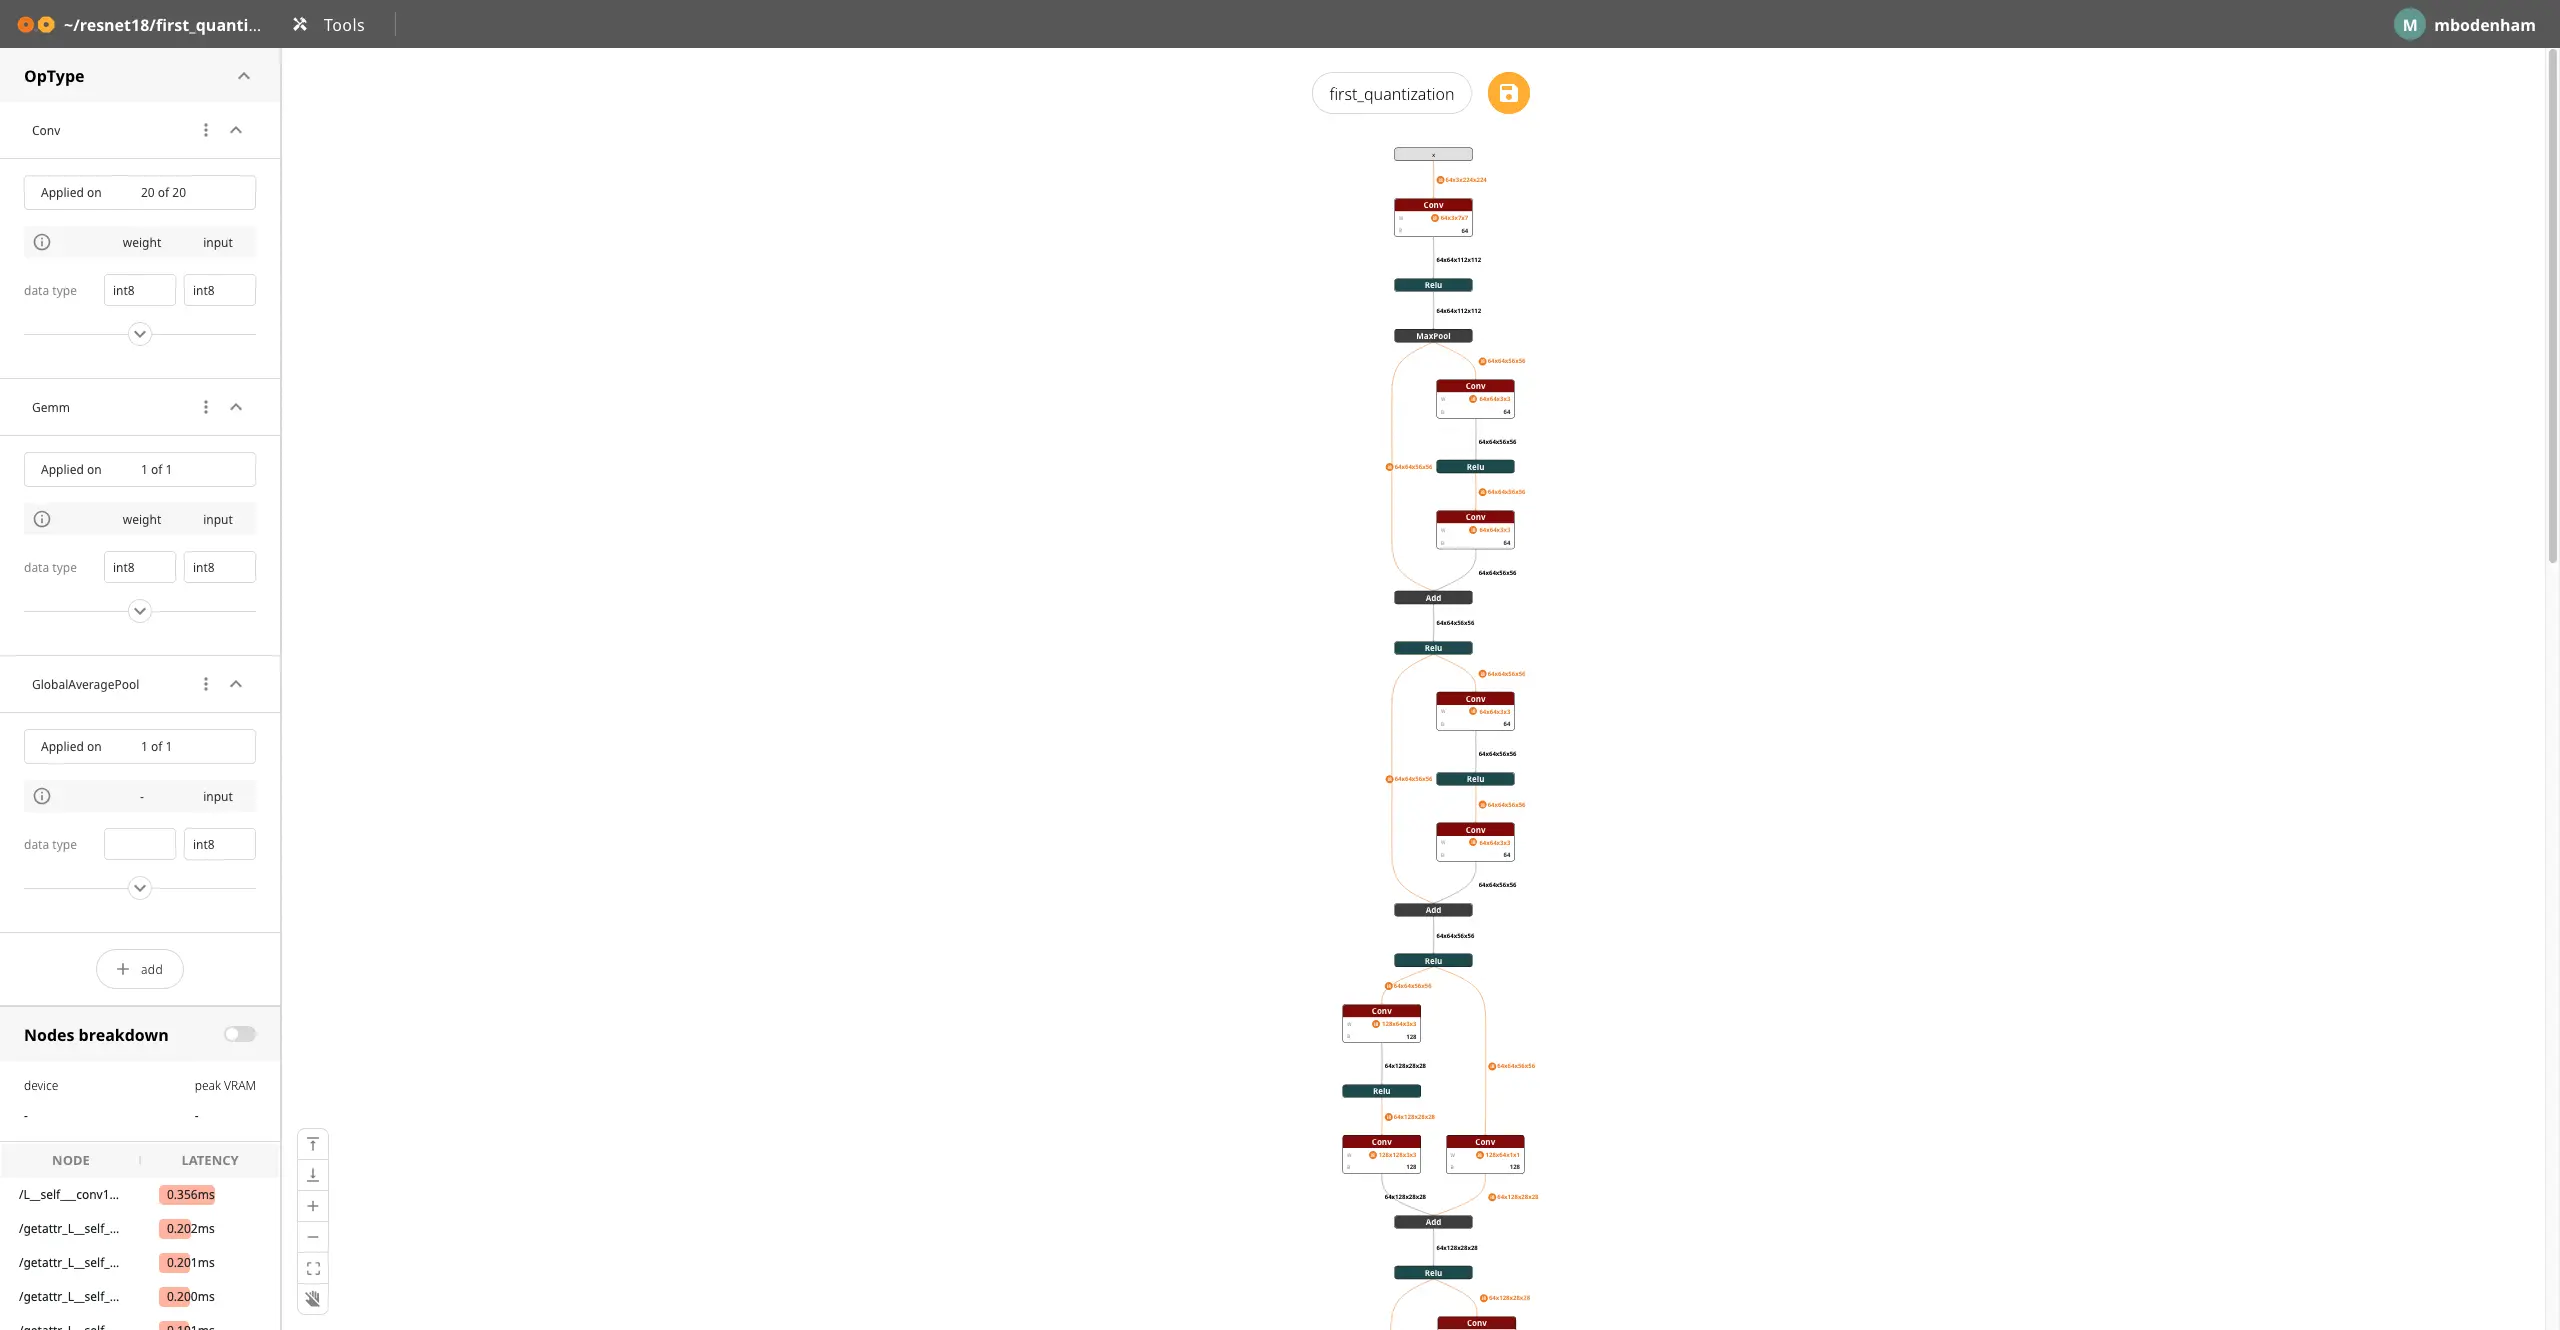 ~/resnet18/first_quanti... Tools
M mbodenham
OpType
Conv
Applied on 20 of 20
weight input
data type int8 int8
Gemm
Applied on 1 of 1
weight input
data type int8 int8
GlobalAveragePool
Applied on 1 of 1
- input
data type int8
+ add
Nodes breakdown
device peak VRAM
- -
NODE LATENCY
/L__self___conv1... 0.356ms
/getattr_L__self_... 0.202ms
/getattr_L__self_... 0.201ms
/getattr_L__self_... 0.200ms
first_quantization
x
64x3x224x224
Conv
W 64x3x7x7
B 64
64x64x112x112
Relu
64x64x112x112
MaxPool
64x64x56x56
Conv
W 64x64x3x3
B 64
64x64x56x56
64x64x56x56 Relu
64x64x56x56
Conv
W 64x64x3x3
B 64
64x64x56x56
Add
64x64x56x56
Relu
64x64x56x56
Conv
W 64x64x3x3
B 64
64x64x56x56
64x64x56x56 Relu
64x64x56x56
Conv
W 64x64x3x3
B 64
64x64x56x56
Add
64x64x56x56
Relu
64x64x56x56
Conv
W 128x64x3x3
B 128
64x128x28x28 64x64x56x56
Relu
64x128x28x28
Conv Conv
W 128x128x3x3 W 128x64x1x1
B 128 B 128
64x128x28x28 64x128x28x28
Add
64x128x28x28
Relu
64x128x28x28
Conv